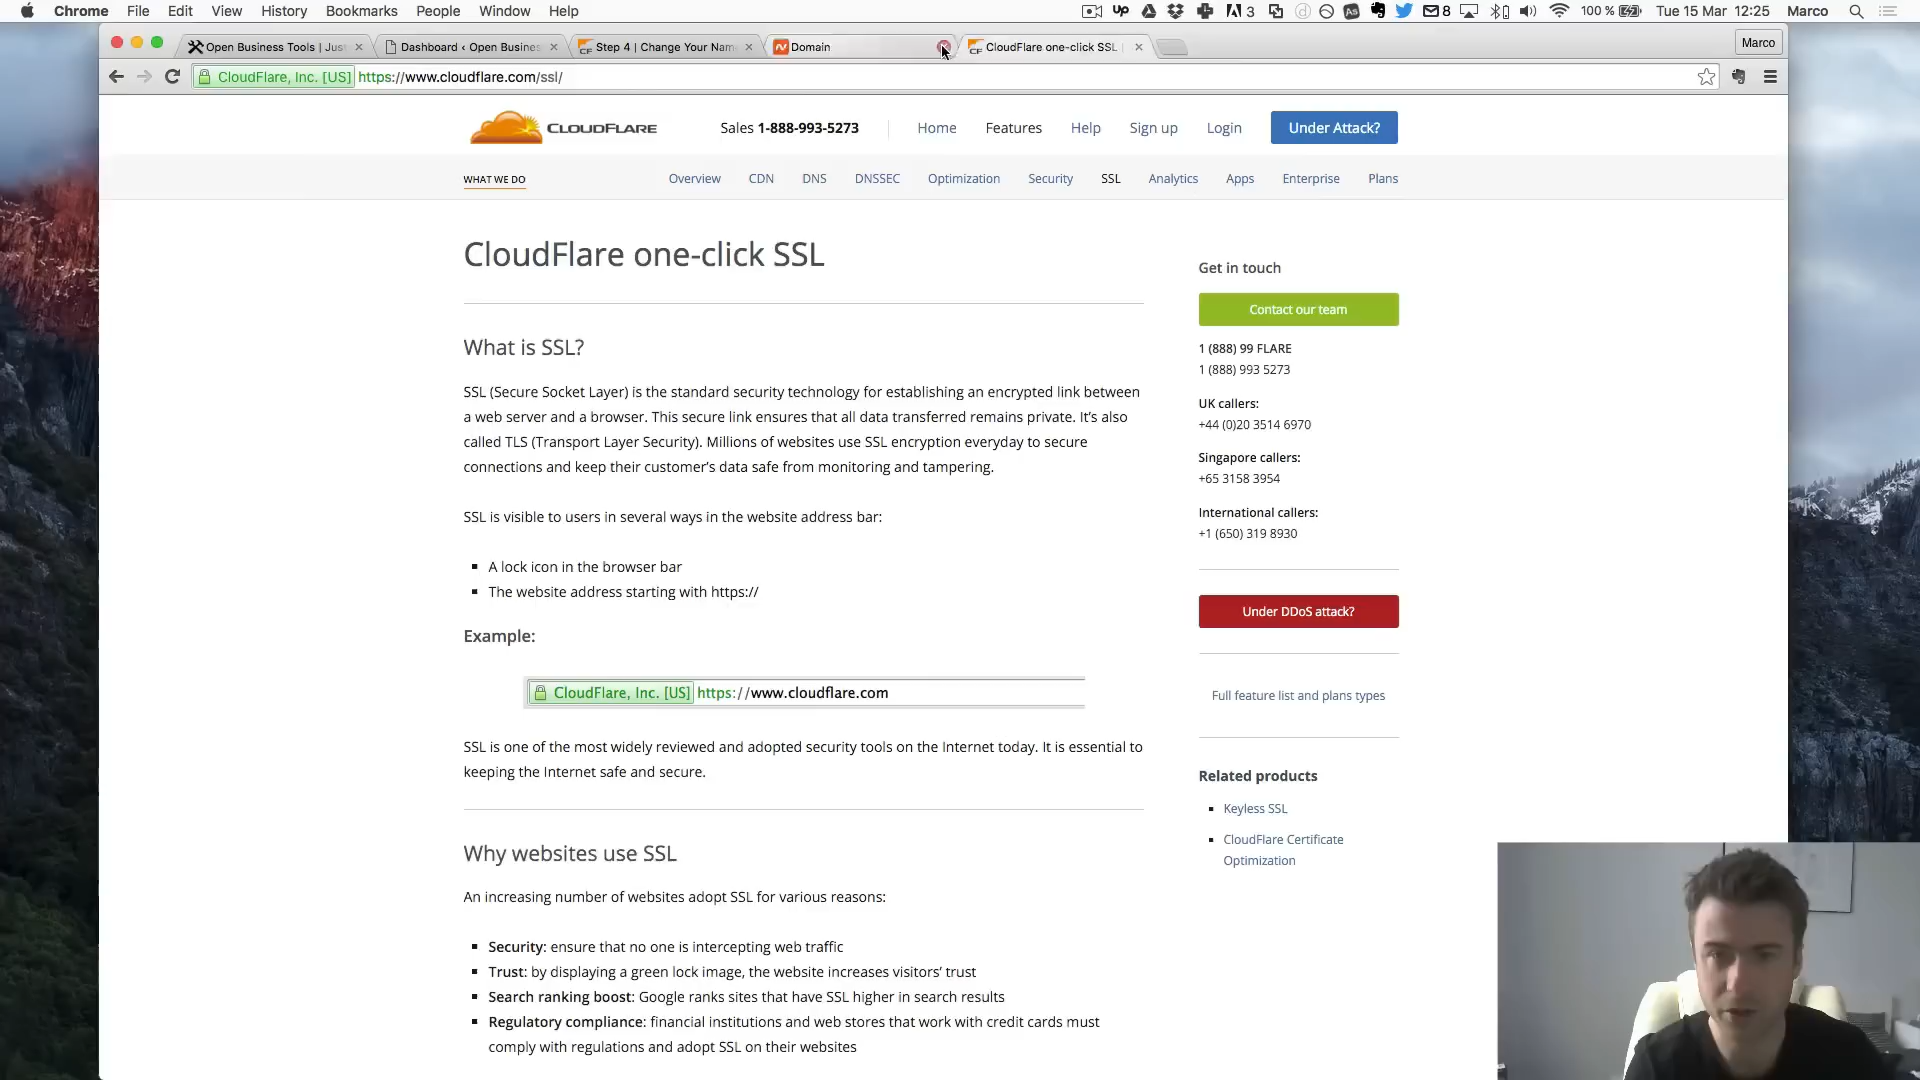 Chrome File Edit View History Bookmarks People Window Help
3 8 100 % Tue 15 Mar 12:25 Marco
Open Business Tools | Jus Dashboard ‹ Open Busines Step 4 | Change Your Nam Domain CloudFlare one-click SSL | Marco
CloudFlare, Inc. [US] https://www.cloudflare.com/ssl/
CLOUDFLARE Sales 1-888-993-5273 Home Features Help Sign up Login Under Attack?
WHAT WE DO Overview CDN DNS DNSSEC Optimization Security SSL Analytics Apps Enterprise Plans
CloudFlare one-click SSL
What is SSL?
SSL (Secure Socket Layer) is the standard security technology for establishing an encrypted link between
a web server and a browser. This secure link ensures that all data transferred remains private. It's also
called TLS (Transport Layer Security). Millions of websites use SSL encryption everyday to secure
connections and keep their customer's data safe from monitoring and tampering.
SSL is visible to users in several ways in the website address bar:
A lock icon in the browser bar
The website address starting with https://
Example:
CloudFlare, Inc. [US] https://www.cloudflare.com
SSL is one of the most widely reviewed and adopted security tools on the Internet today. It is essential to
keeping the Internet safe and secure.
Why websites use SSL
An increasing number of websites adopt SSL for various reasons:
Security: ensure that no one is intercepting web traffic
Trust: by displaying a green lock image, the website increases visitors' trust
Search ranking boost: Google ranks sites that have SSL higher in search results
Regulatory compliance: financial institutions and web stores that work with credit cards must
comply with regulations and adopt SSL on their websites
Get in touch
Contact our team
1 (888) 99 FLARE
1 (888) 993 5273
UK callers:
+44 (0)20 3514 6970
Singapore callers:
+65 3158 3954
International callers:
+1 (650) 319 8930
Under DDoS attack?
Full feature list and plans types
Related products
Keyless SSL
CloudFlare Certificate
Optimization